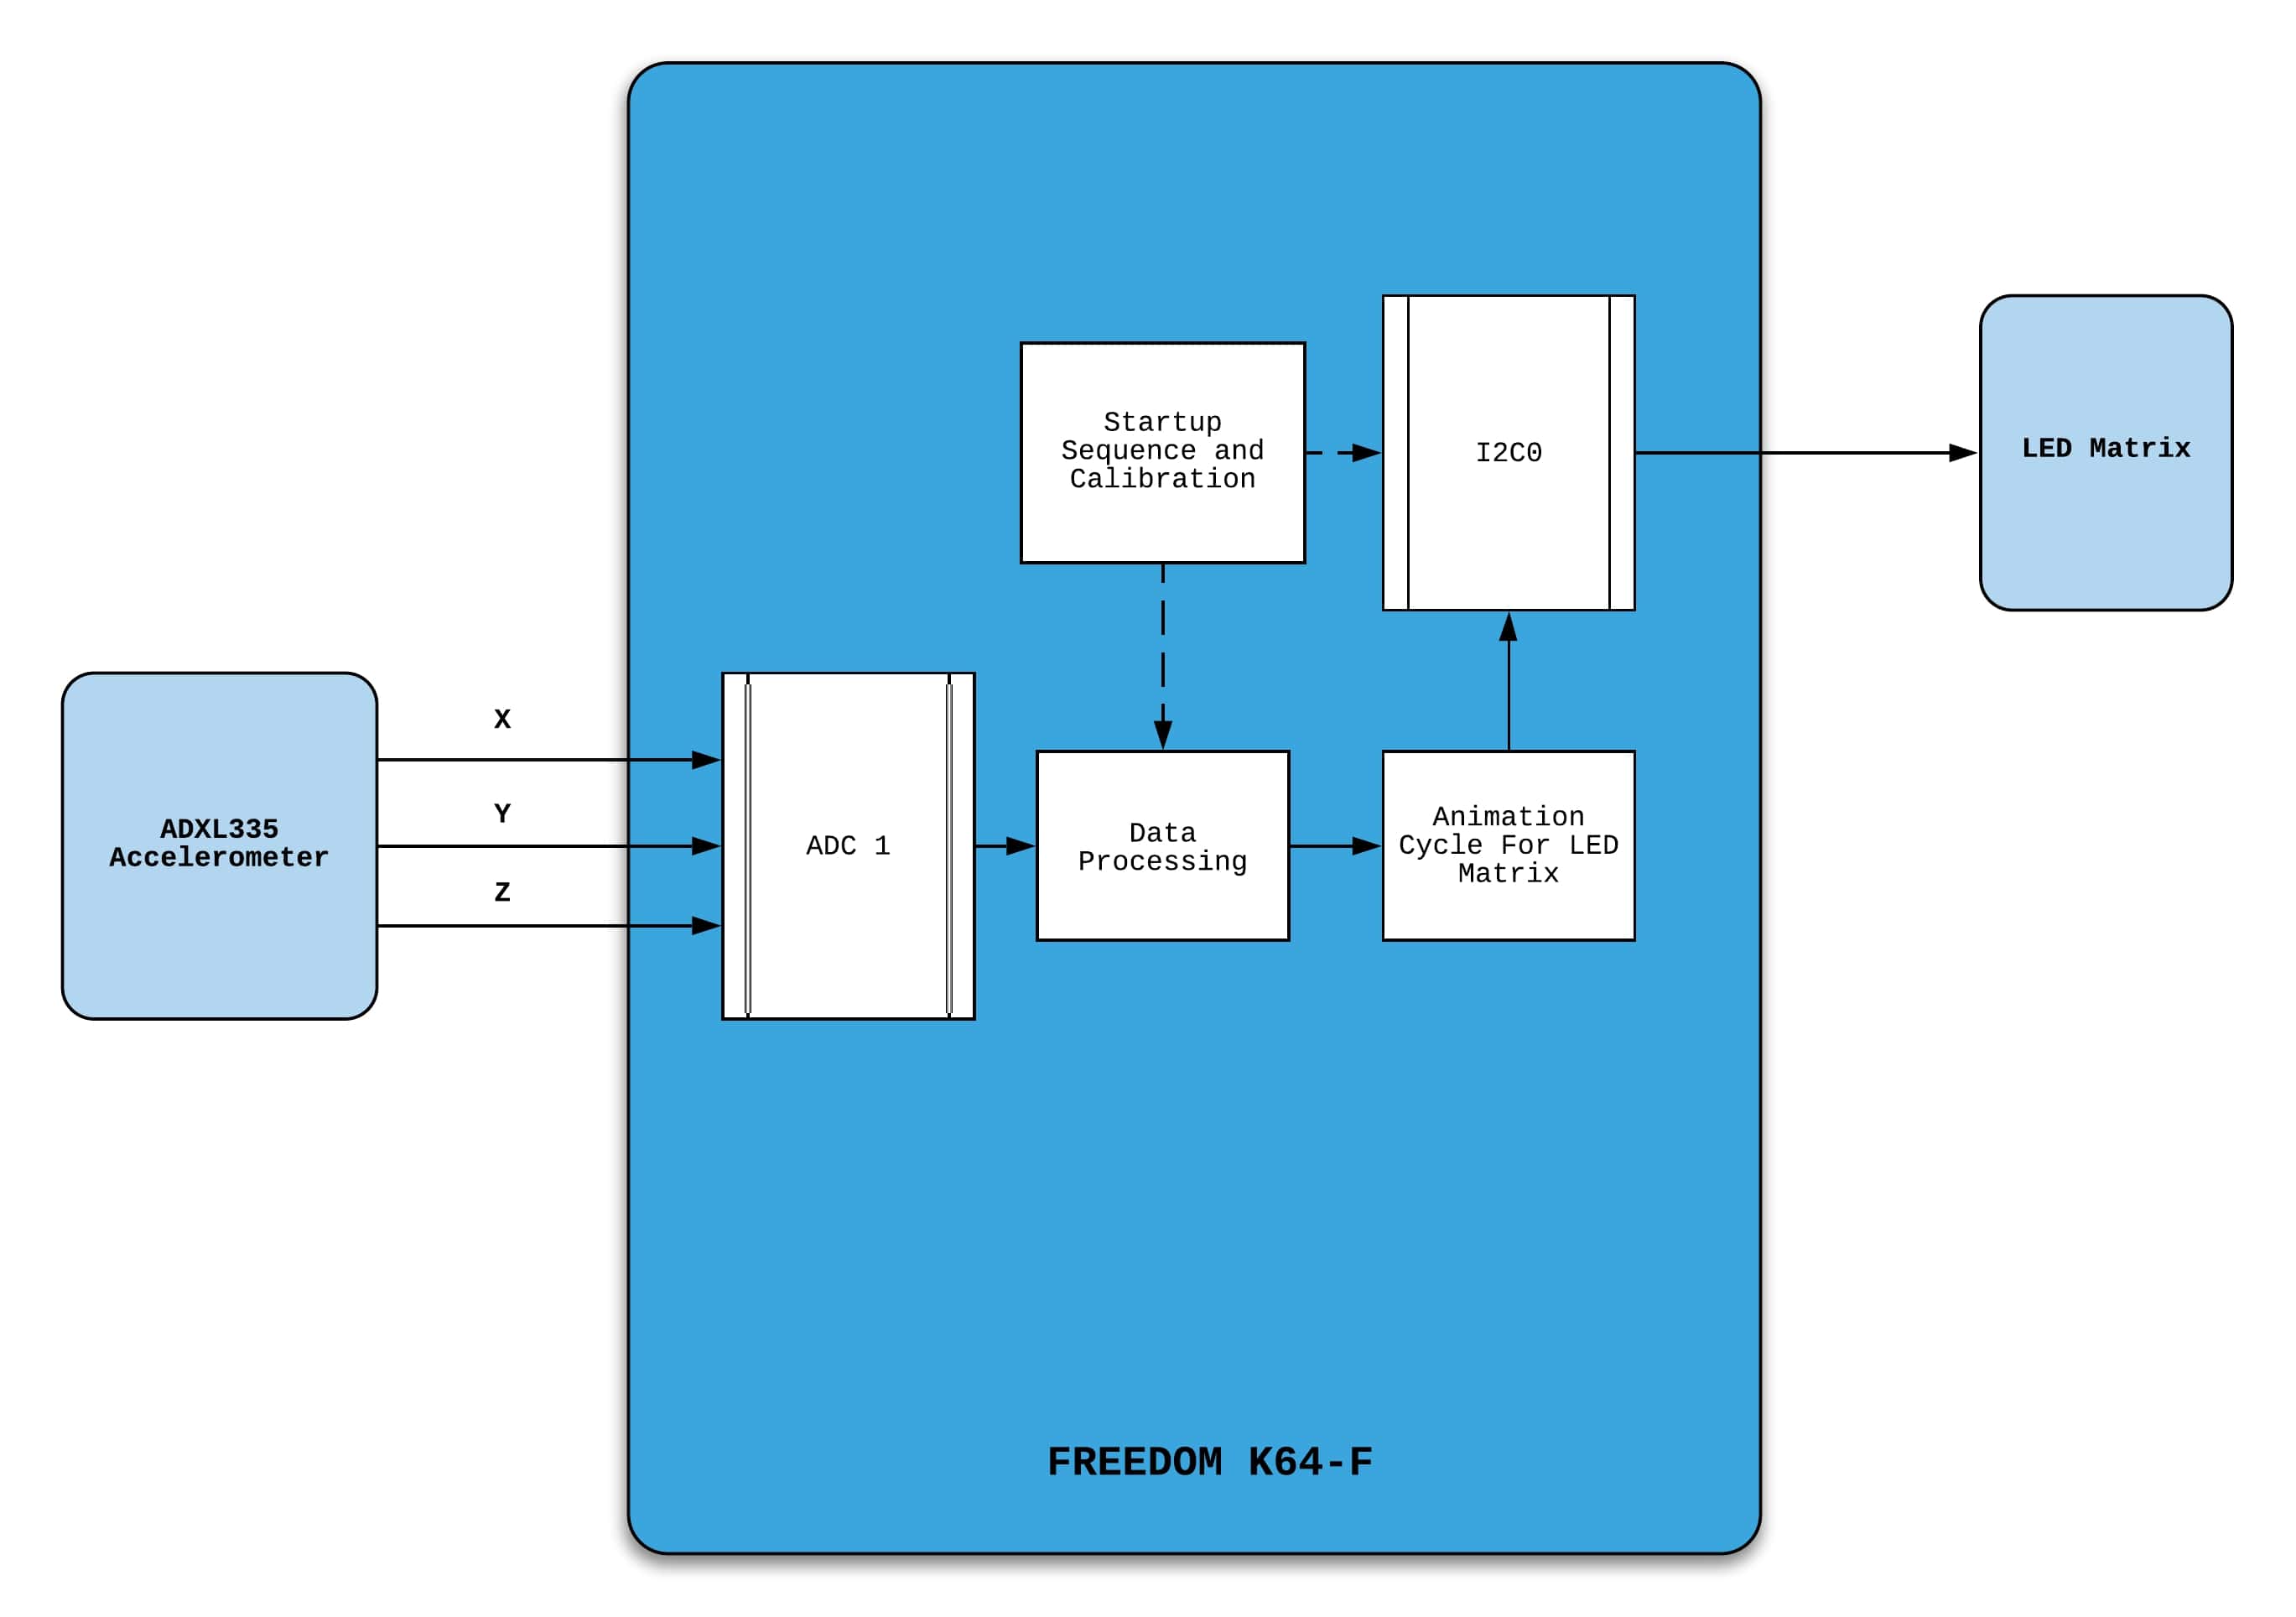 Startup
Sequence and
Calibration
I2C0
LED Matrix
X
Y
Z
ADXL335
Accelerometer
ADC 1
Data
Processing
Animation
Cycle For LED
Matrix
FREEDOM K64-F